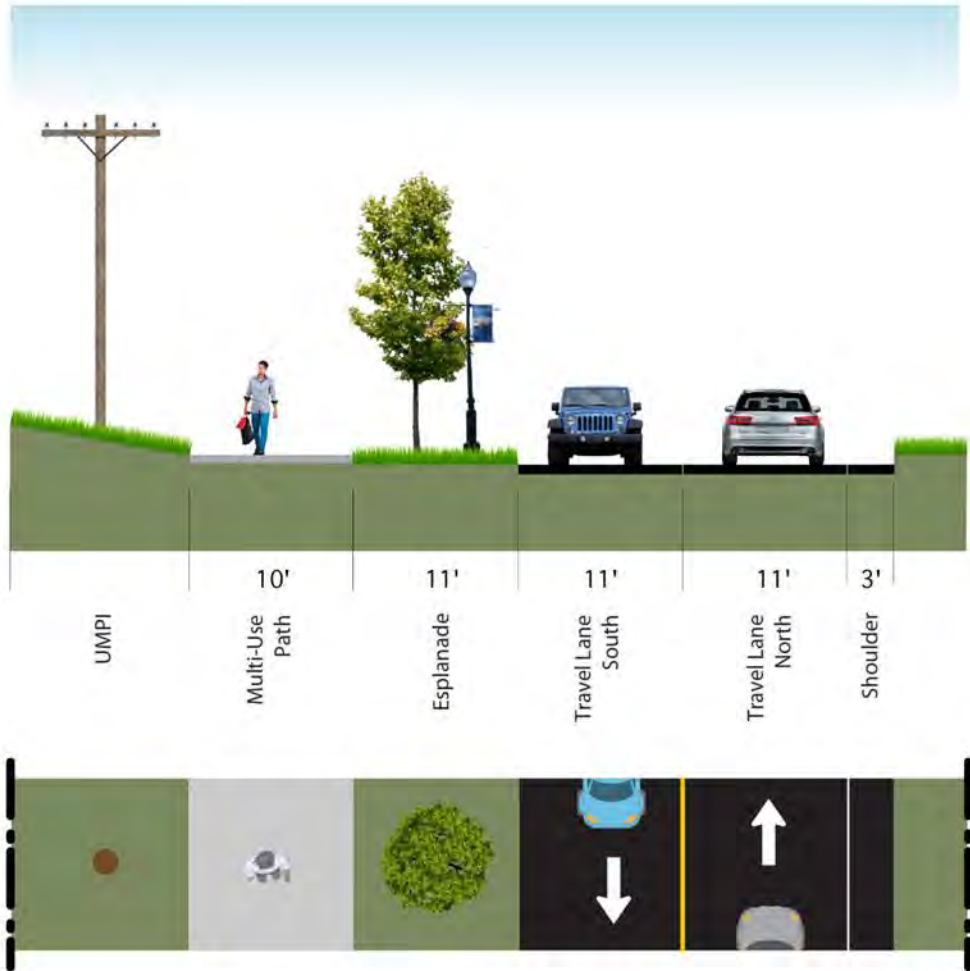 10'
11'
11'
11'
3'
UMPI
Multi-Use
Path
Esplanade
Travel Lane
South
Travel Lane
North
Shoulder